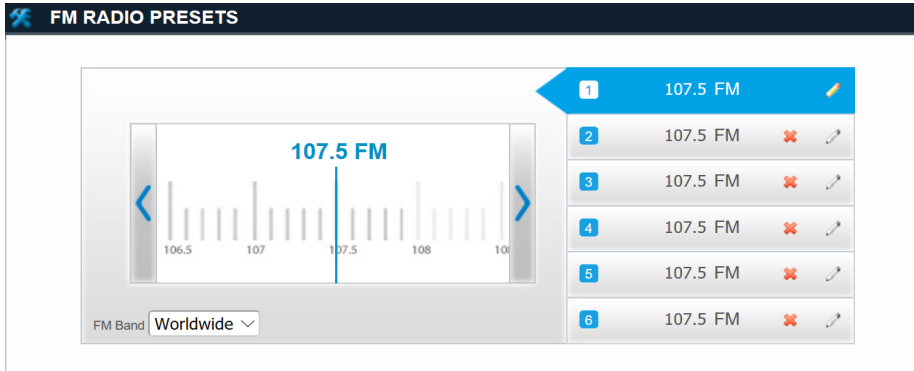 FM RADIO PRESETS
1 107.5 FM
2 107.5 FM
3 107.5 FM
4 107.5 FM
5 107.5 FM
6 107.5 FM
107.5 FM
106.5 107 107.5 108
FM Band Worldwide